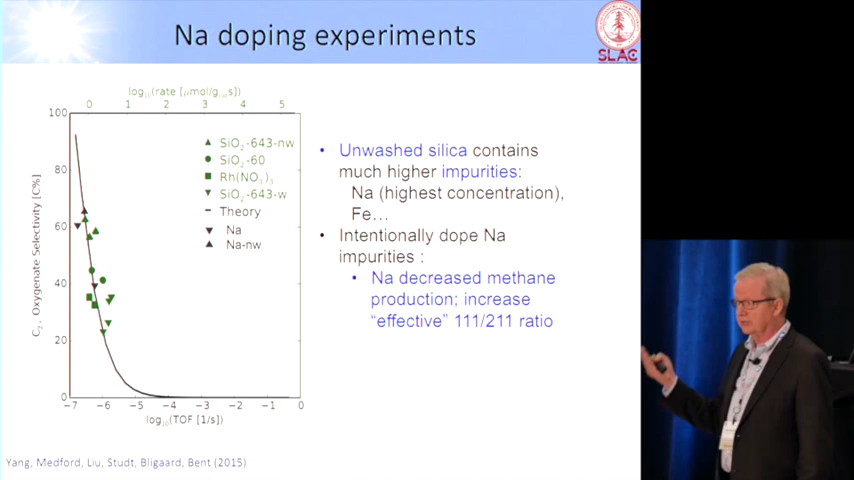 Na doping experiments
SLAC
log₁₀(rate [μmol/gcats])
0 1 2 3 4 5
100
80
60
40
20
0
C₂₊ Oxygenate Selectivity [C%]
SiO₂-643-nw
SiO₂-60
Rh(NO₃)₃
SiO₂-643-w
Theory
Na
Na-nw
−7 −6 −5 −4 −3 −2 −1 0
log₁₀(TOF [1/s])
• Unwashed silica contains
much higher impurities:
Na (highest concentration),
Fe...
• Intentionally dope Na
impurities :
• Na decreased methane
production; increase
“effective” 111/211 ratio
Yang, Medford, Liu, Studt, Bligaard, Bent (2015)